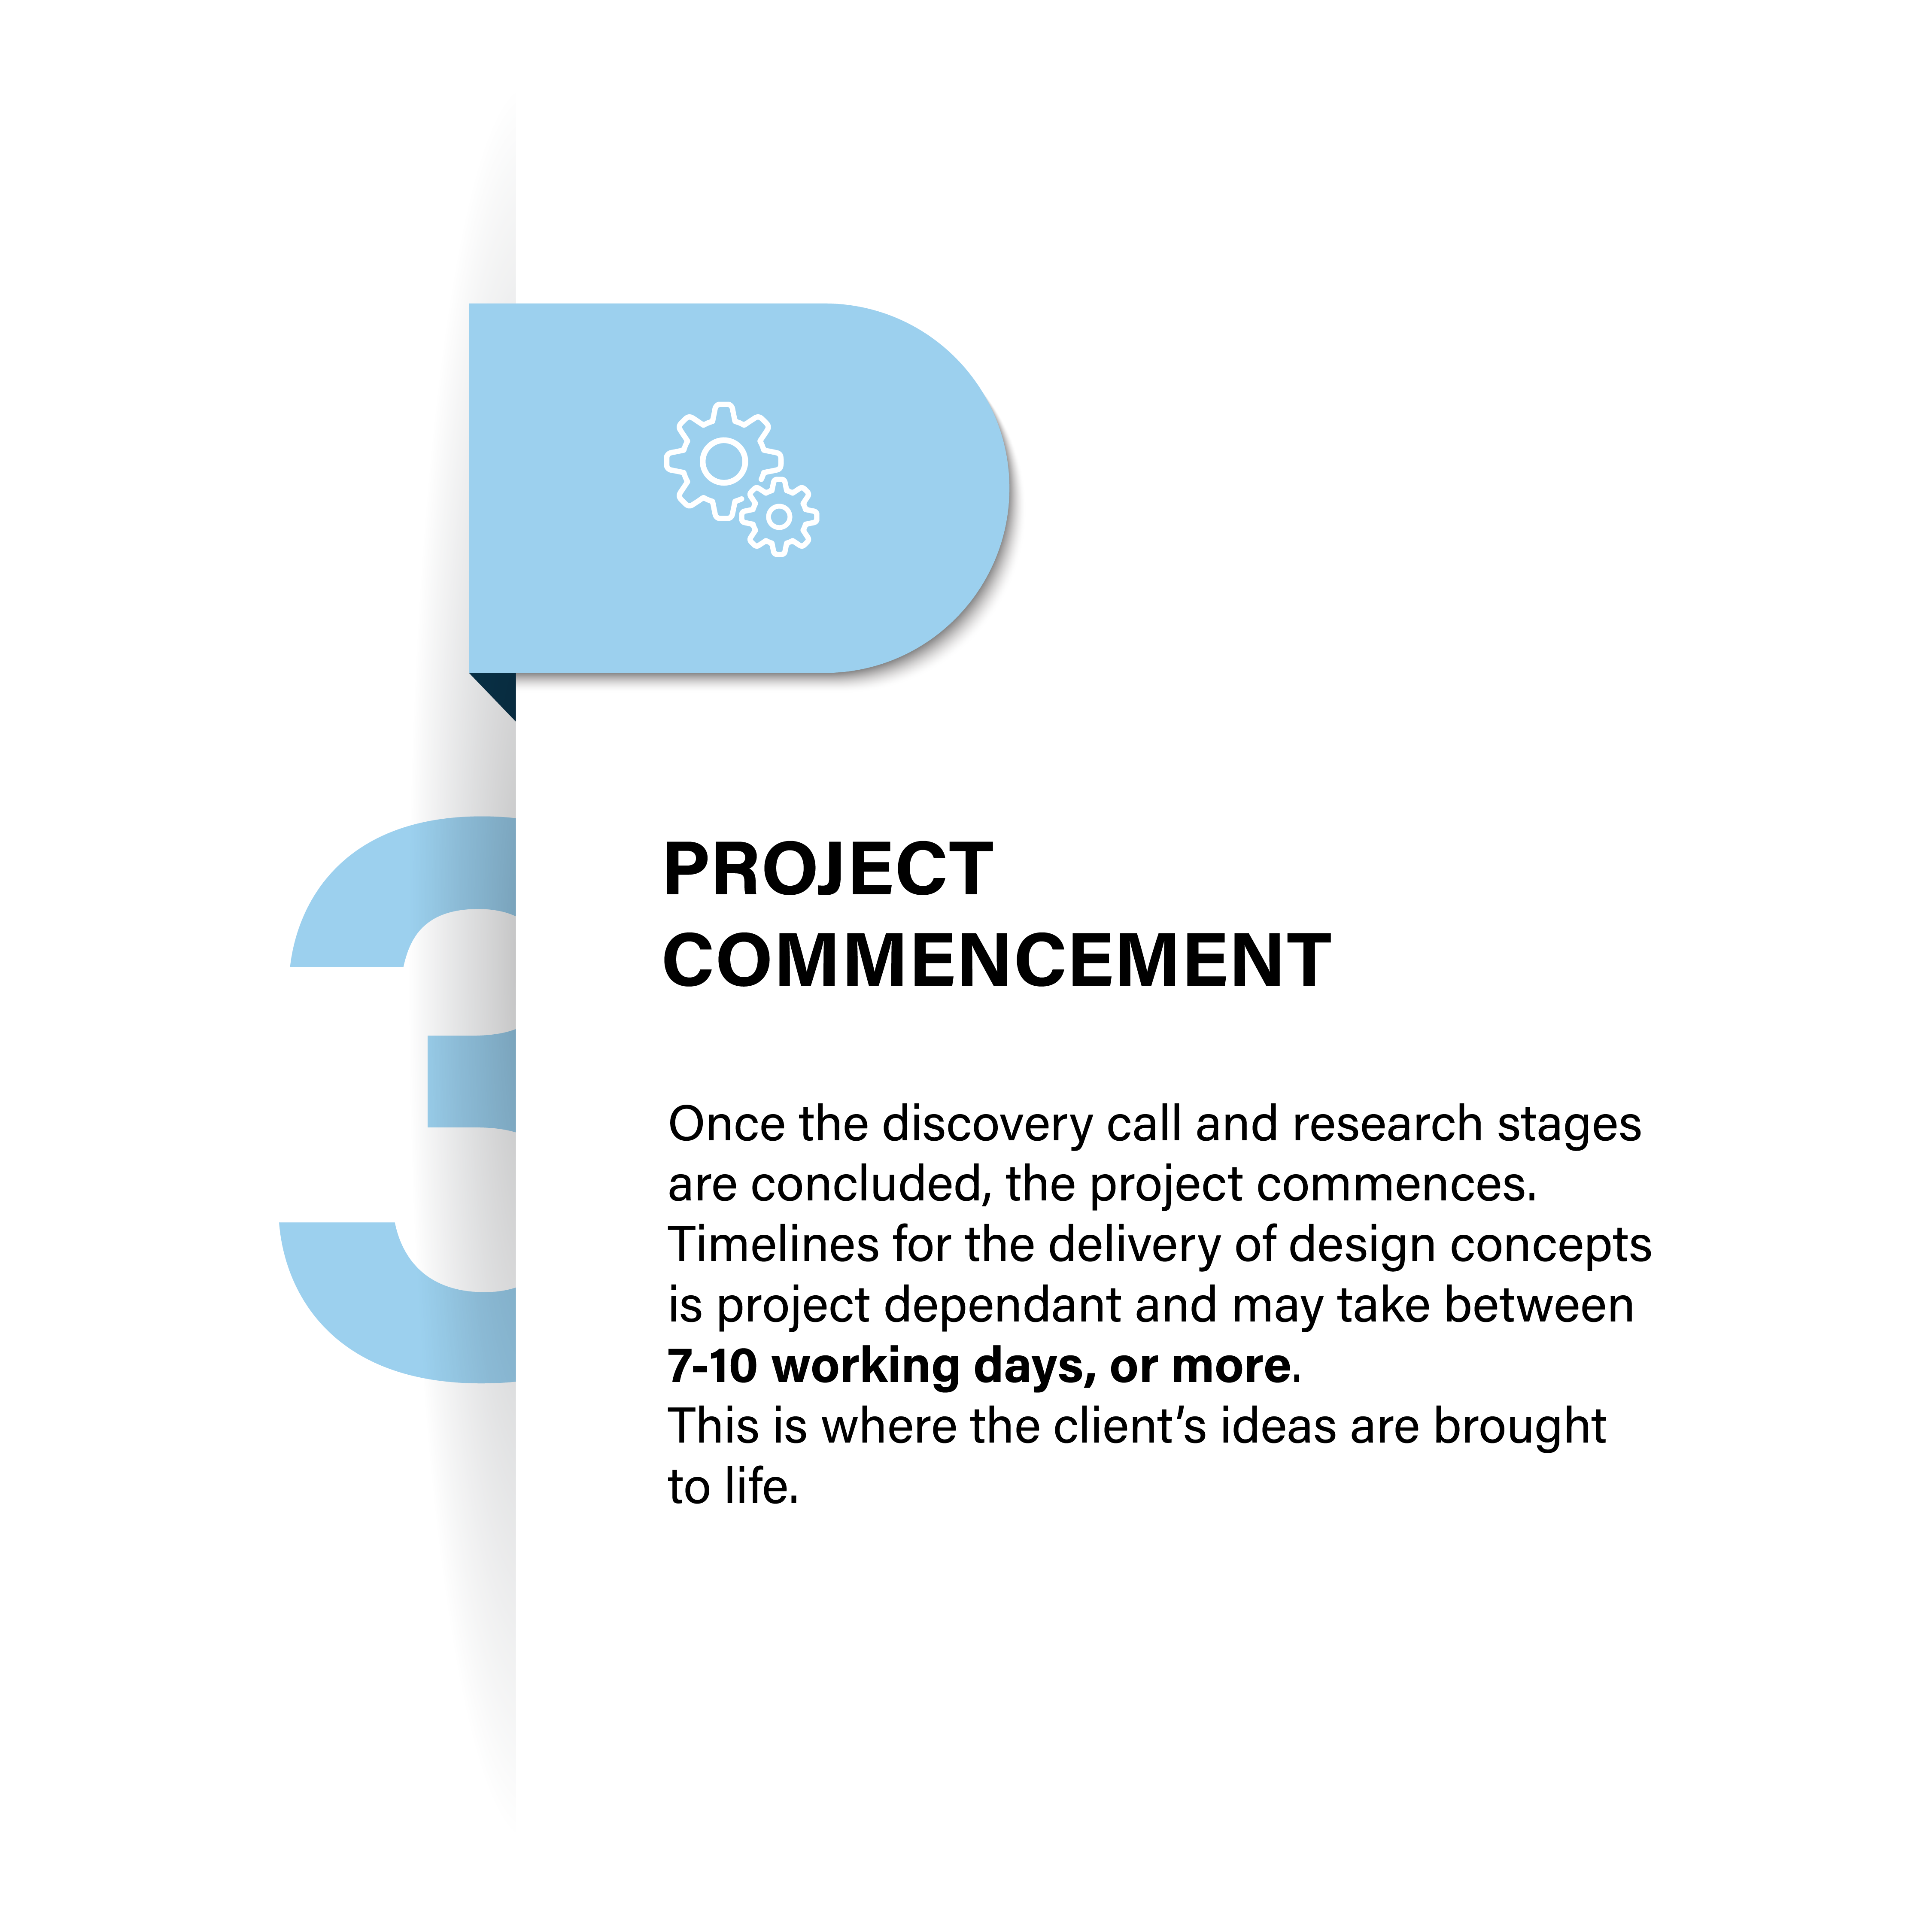 3
PROJECT
COMMENCEMENT
Once the discovery call and research stages
are concluded, the project commences.
Timelines for the delivery of design concepts
is project dependant and may take between
7-10 working days, or more.
This is where the client’s ideas are brought
to life.